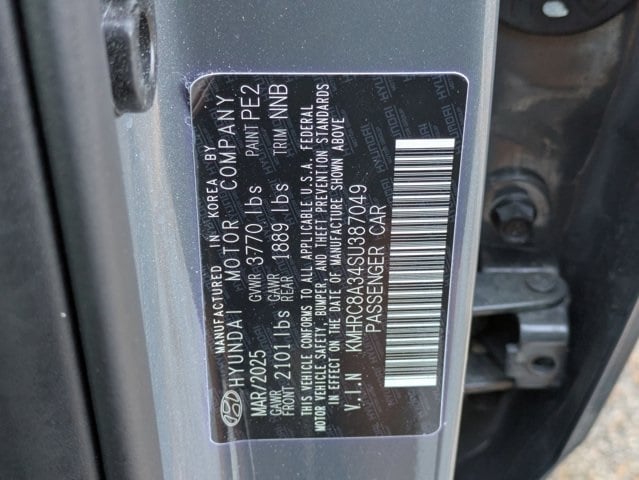 MANUFACTURED IN KOREA BY
HYUNDAI MOTOR COMPANY
MAR/2025 GVWR 3770 lbs PAINT PE2
GAWR FRONT 2101 lbs GAWR REAR 1889 lbs TRIM NNB
THIS VEHICLE CONFORMS TO ALL APPLICABLE U.S.A. FEDERAL
MOTOR VEHICLE SAFETY, BUMPER, AND THEFT PREVENTION STANDARDS
IN EFFECT ON THE DATE OF MANUFACTURE SHOWN ABOVE
V.I.N KMHRC8A34SU387049
PASSENGER CAR